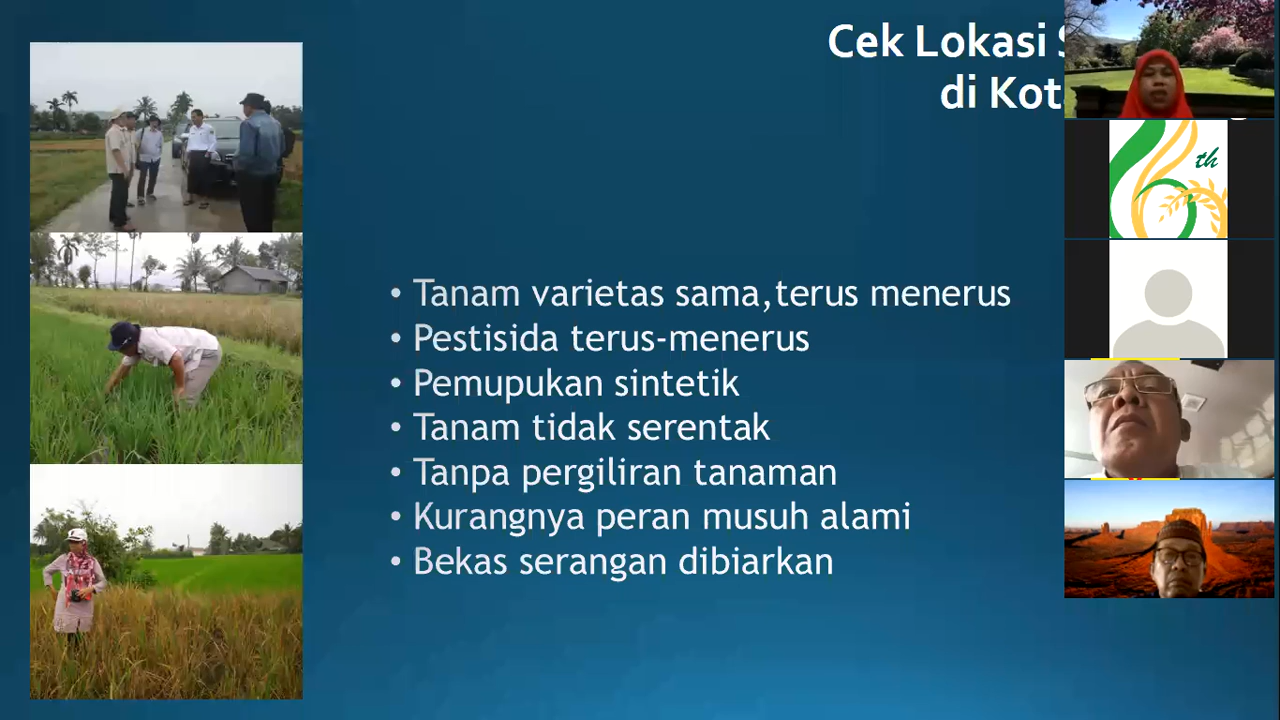 Cek Lokasi
di Kot
• Tanam varietas sama,terus menerus
• Pestisida terus-menerus
• Pemupukan sintetik
• Tanam tidak serentak
• Tanpa pergiliran tanaman
• Kurangnya peran musuh alami
• Bekas serangan dibiarkan
6th